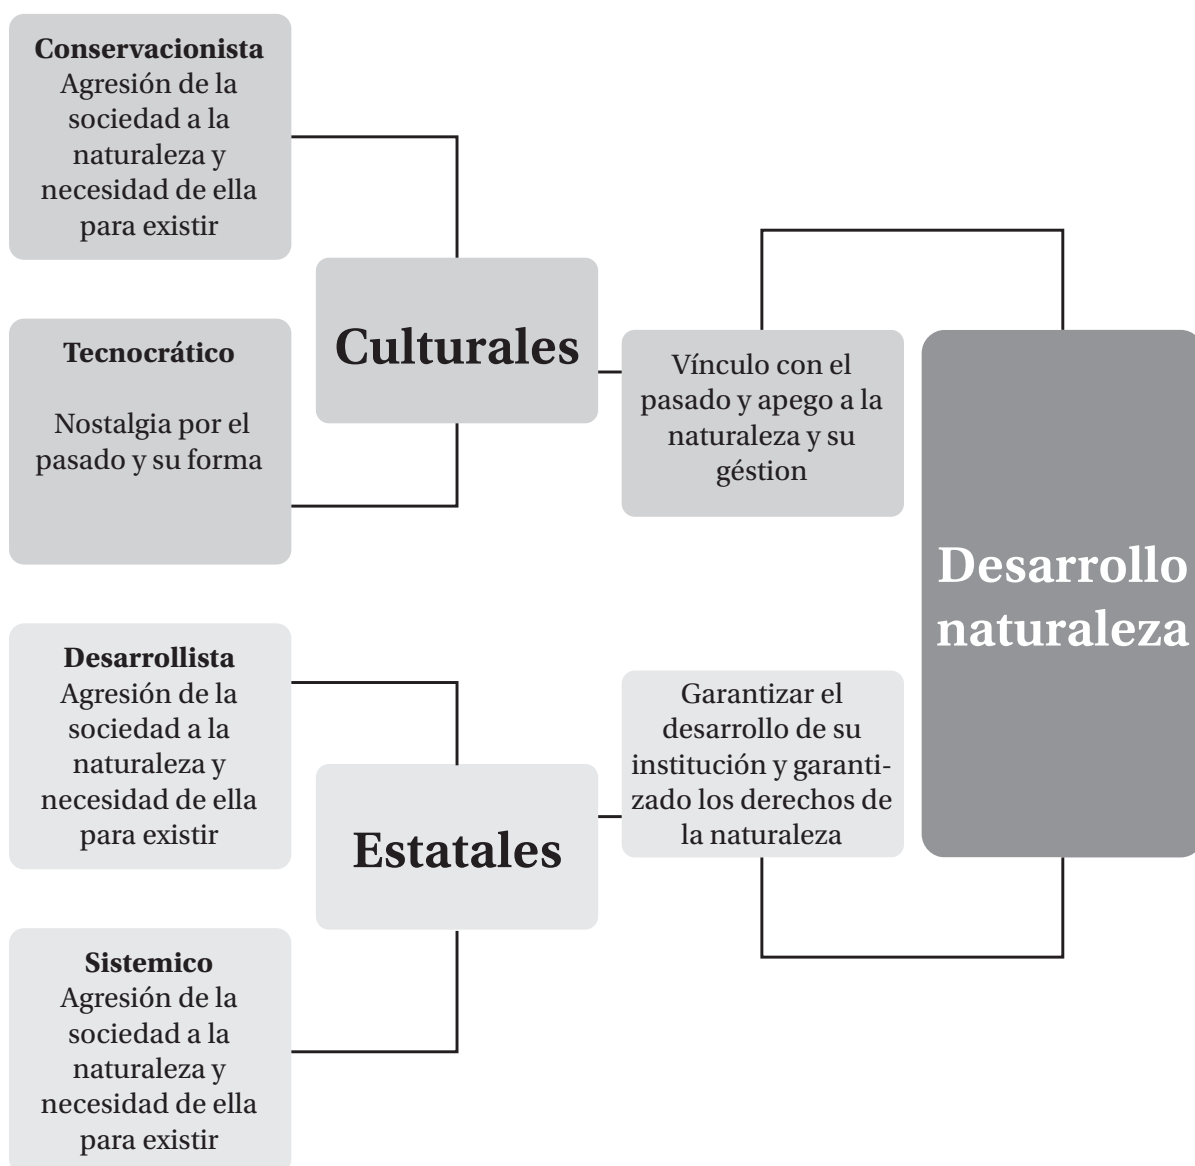 Conservacionista
Agresión de la
sociedad a la
naturaleza y
necesidad de ella
para existir
Tecnocrático
Nostalgia por el
pasado y su forma
Culturales
Vínculo con el
pasado y apego a la
naturaleza y su
géstion
Desarrollo
naturaleza
Desarrollista
Agresión de la
sociedad a la
naturaleza y
necesidad de ella
para existir
Sistemico
Agresión de la
sociedad a la
naturaleza y
necesidad de ella
para existir
Estatales
Garantizar el
desarrollo de su
institución y garanti-
zado los derechos de
la naturaleza